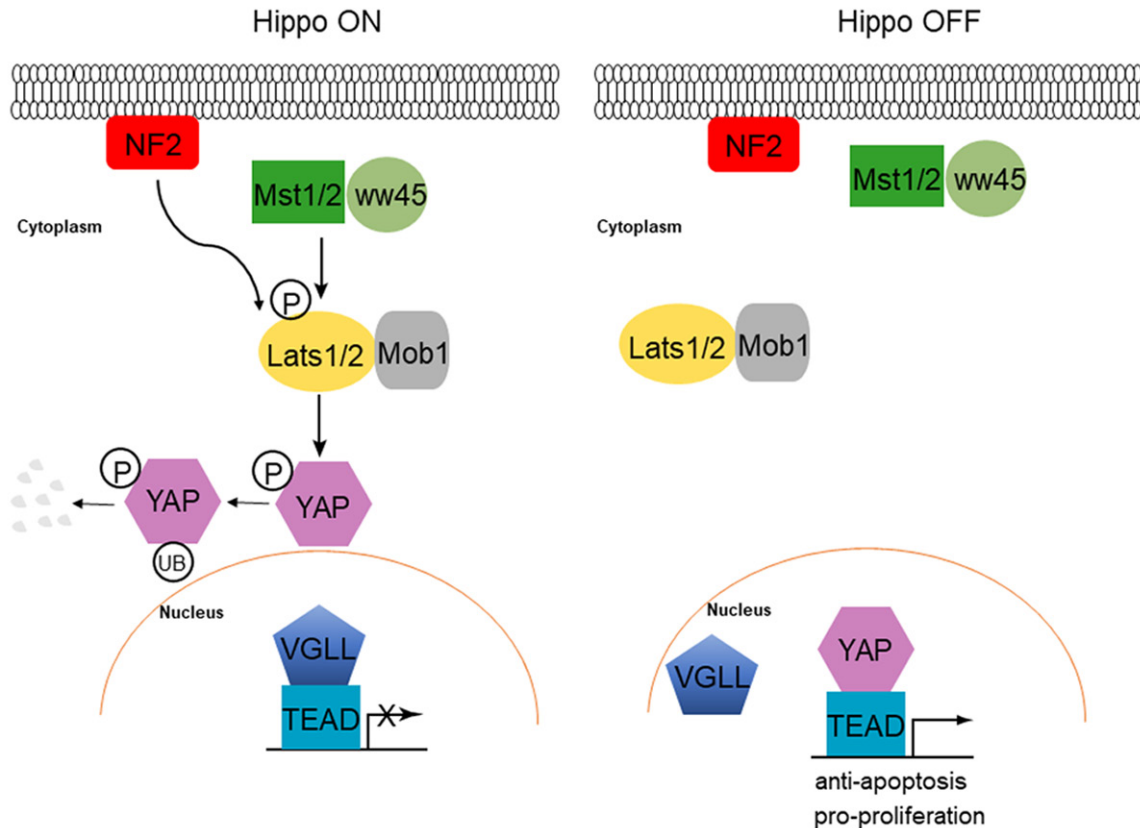 Hippo ON
NF2
Mst1/2
ww45
Cytoplasm
P
Lats1/2
Mob1
P
YAP
P
YAP
UB
Nucleus
VGLL
TEAD
X
Hippo OFF
NF2
Mst1/2
ww45
Cytoplasm
Lats1/2
Mob1
Nucleus
VGLL
YAP
TEAD
anti-apoptosis
pro-proliferation